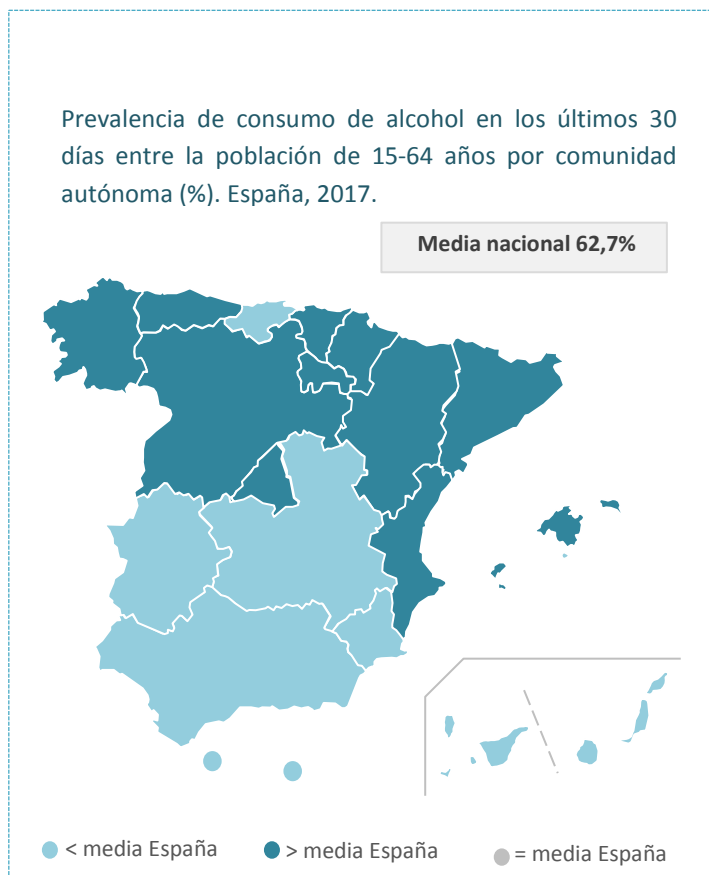 Prevalencia de consumo de alcohol en los últimos 30
días entre la población de 15-64 años por comunidad
autónoma (%). España, 2017.
Media nacional 62,7%
< media España > media España = media España